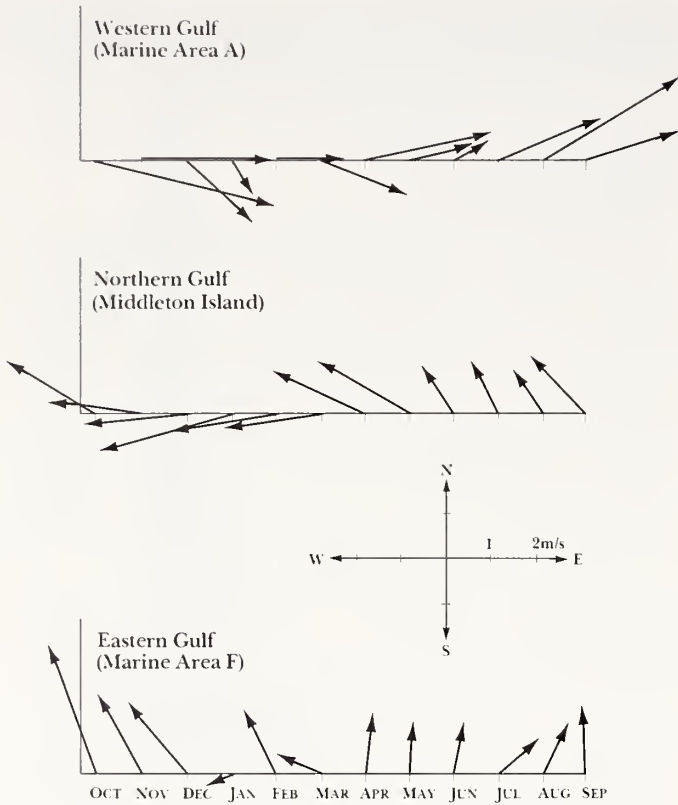 Western Gulf
(Marine Area A)
Northern Gulf
(Middleton Island)
N
1 2m/s
W E
S
Eastern Gulf
(Marine Area F)
OCT NOV DEC JAN FEB MAR APR MAY JUN JUL AUG SEP